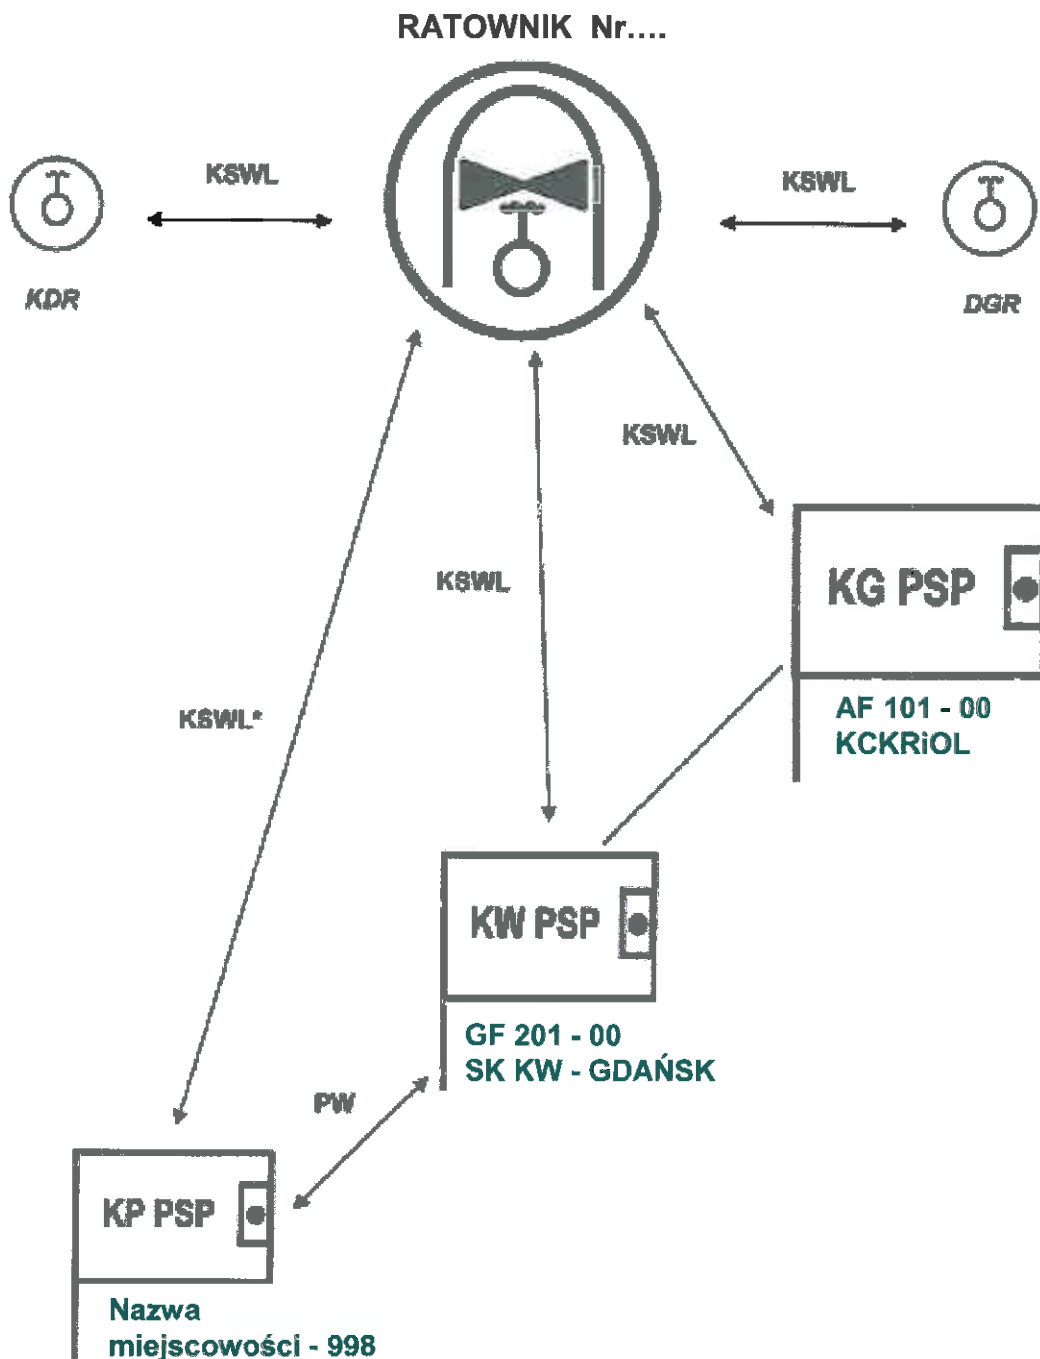 RATOWNIK Nr....
KSWL
KSWL
KDR
DGR
KSWL
KSWL
KG PSP
KSWL*
AF 101 - 00
KCKRiOL
KW PSP
GF 201 - 00
SK KW - GDAŃSK
PW
KP PSP
Nazwa
miejscowości - 998